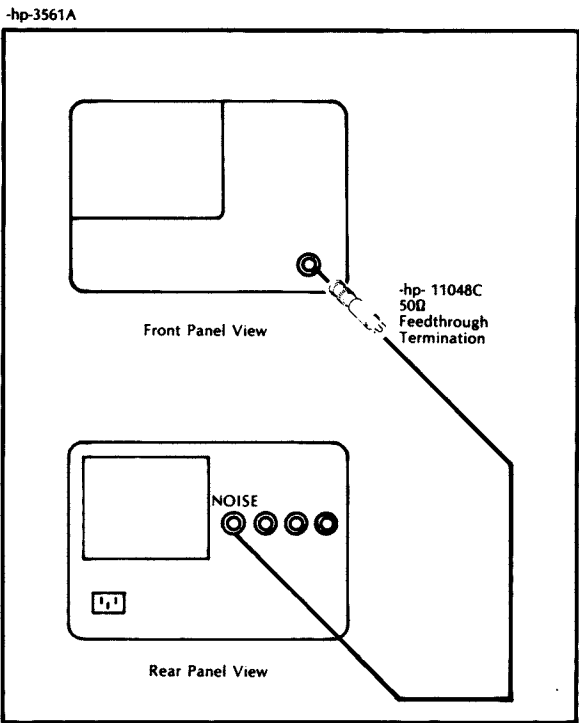 -hp-3561A
-hp- 11048C
50Ω
Feedthrough
Termination
Front Panel View
NOISE
Rear Panel View